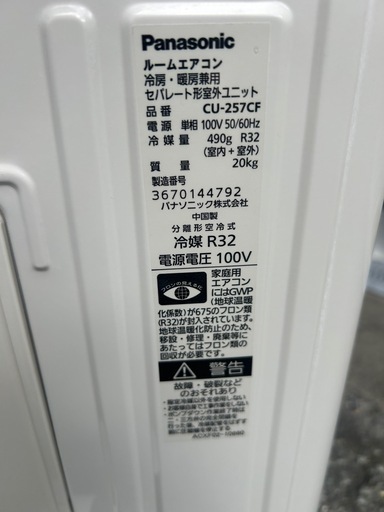 Panasonic
ルームエアコン
冷房・暖房兼用
セパレート形室外ユニット
品番 CU-257CF
電源 単相 100V 50/60Hz
冷媒量 490g R32
(室内+室外)
質量 20kg
製造番号
3670144792
パナソニック株式会社
中国製
分離形空冷式
冷媒 R32
電源電圧 100V
フロンの見える化
家庭用
エアコン
にはGWP
(地球温暖
化係数)が675のフロン類
(R32)が封入されています。
地球温暖化防止のため、
移設・修理・廃棄等に
あたってはフロン類の
回収が必要です。
警告
故障・破裂など
のおそれあり